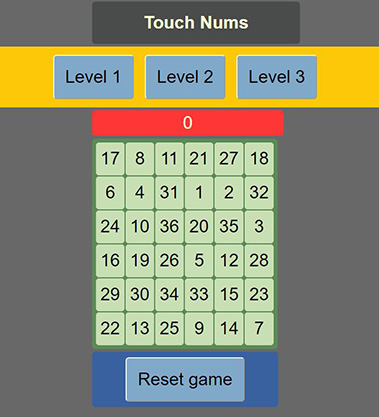 Touch Nums
Level 1 Level 2 Level 3
0
17 8 11 21 27 18
6 4 31 1 2 32
24 10 36 20 35 3
16 19 26 5 12 28
29 30 34 33 15 23
22 13 25 9 14 7
Reset game